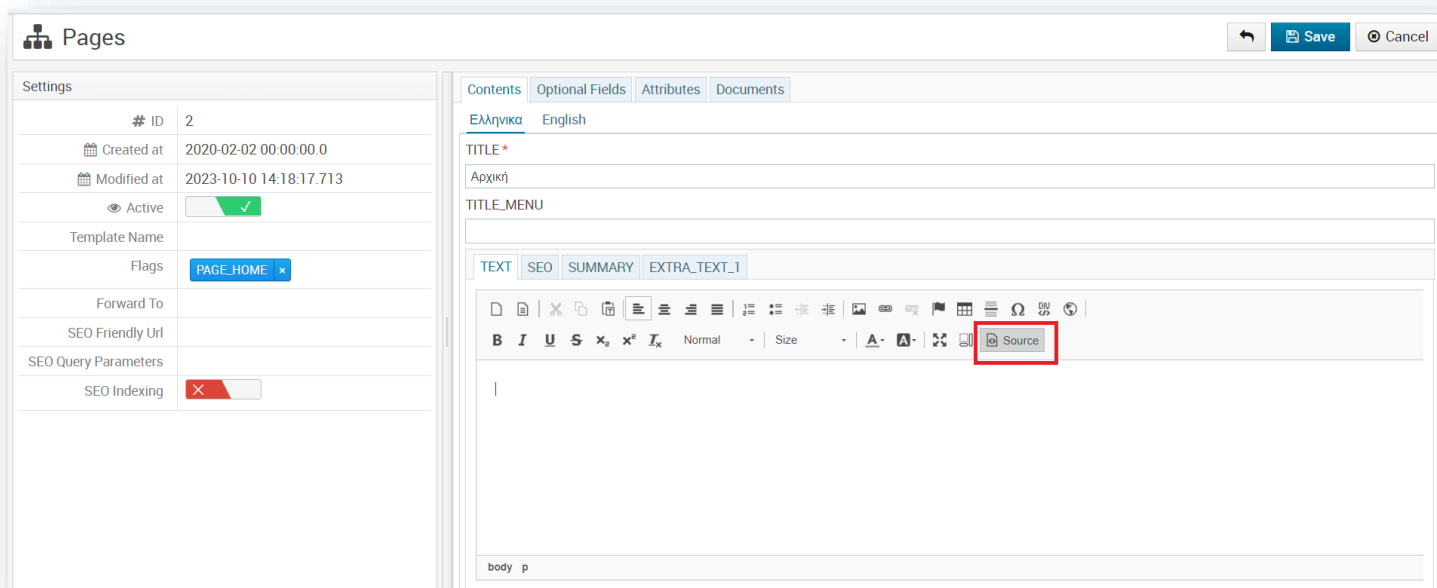 Pages
Save
Cancel
Settings
# ID 2
Created at 2020-02-02 00:00:00.0
Modified at 2023-10-10 14:18:17.713
Active
Template Name
Flags PAGE_HOME ×
Forward To
SEO Friendly Url
SEO Query Parameters
SEO Indexing
Contents Optional Fields Attributes Documents
Ελληνικα English
TITLE *
Αρχική
TITLE_MENU
TEXT SEO SUMMARY EXTRA_TEXT_1
B I U S x₂ x² Tx Normal Size A A Source
body p